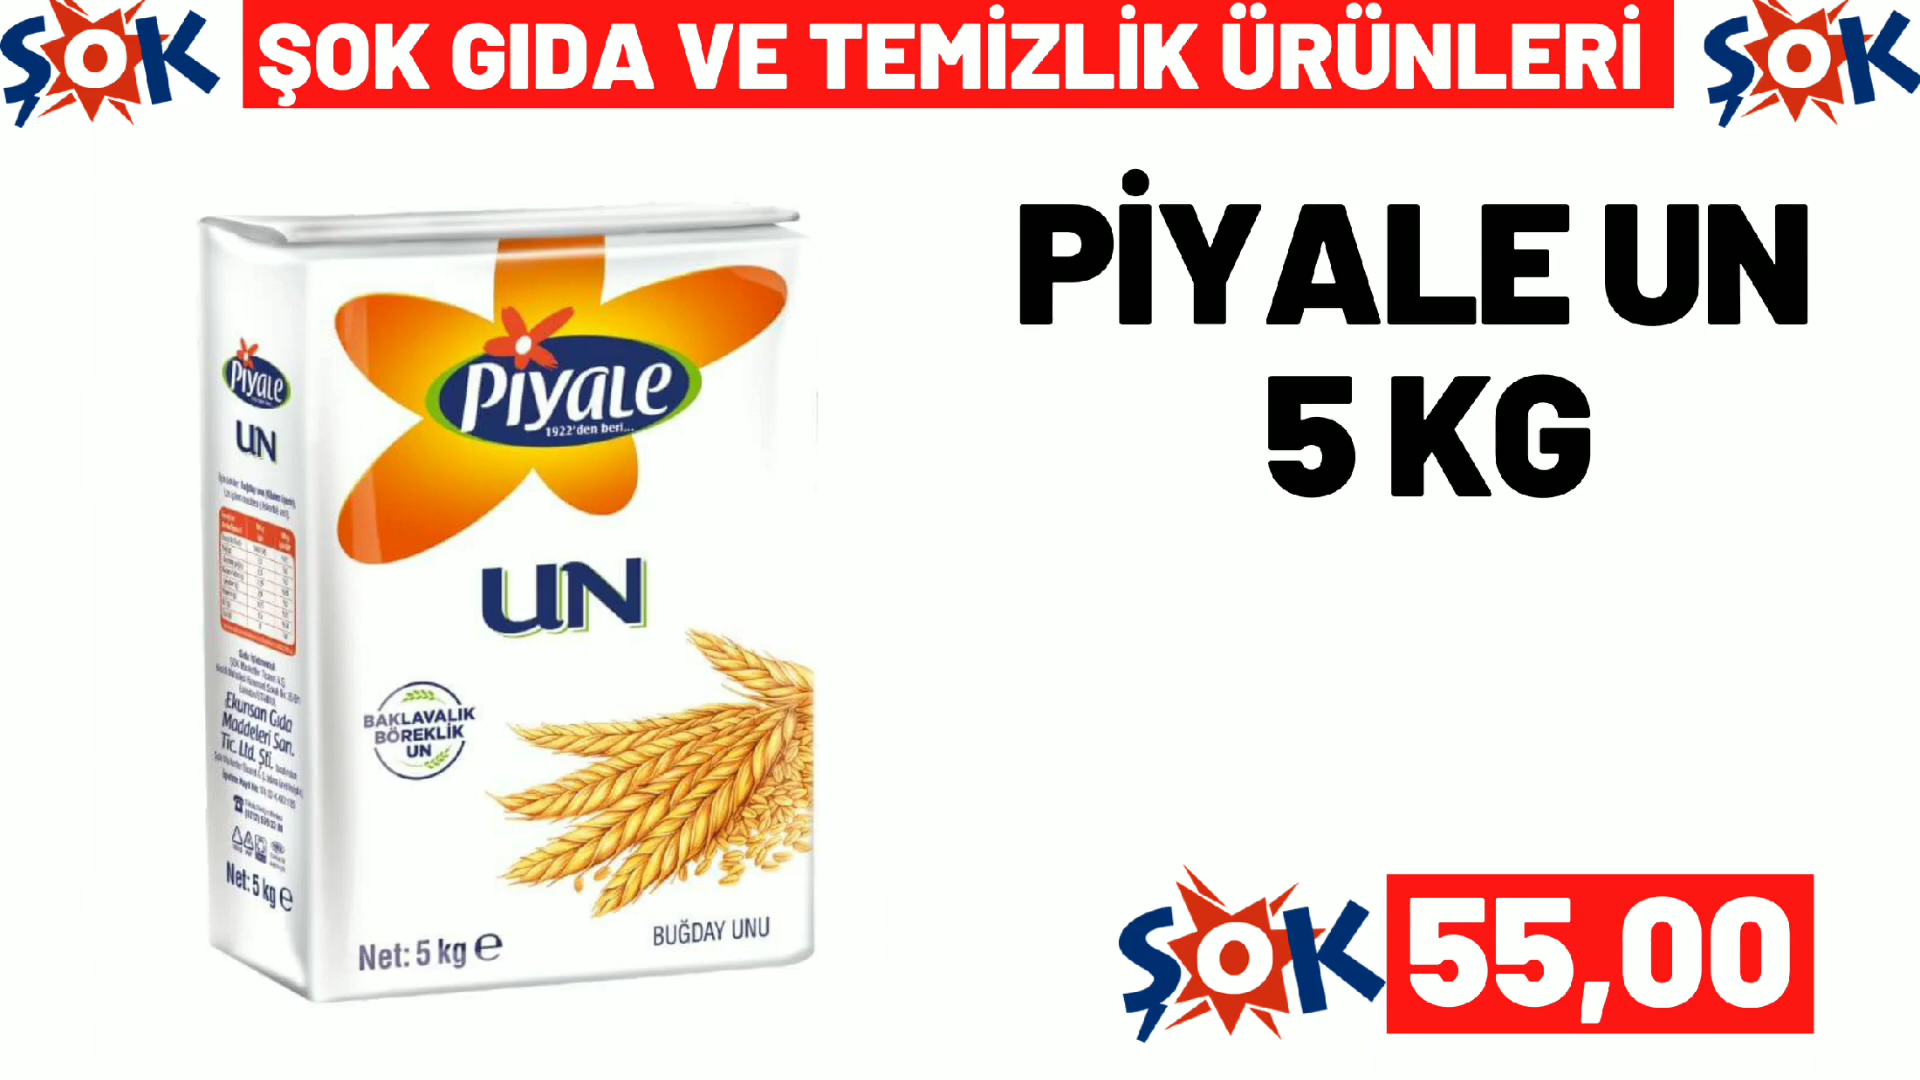 ŞOK ŞOK GIDA VE TEMİZLİK ÜRÜNLERİ ŞOK
PİYALE UN
5 KG
Piyale
1922'den beri...
UN
BAKLAVALIK
BÖREKLİK
UN
Net: 5 kg e
BUĞDAY UNU
Piyale
UN
Ekunsan Gıda
Maddeleri San.
Tic. Ltd. Şti.
Net: 5 kg e
ŞOK 55,00